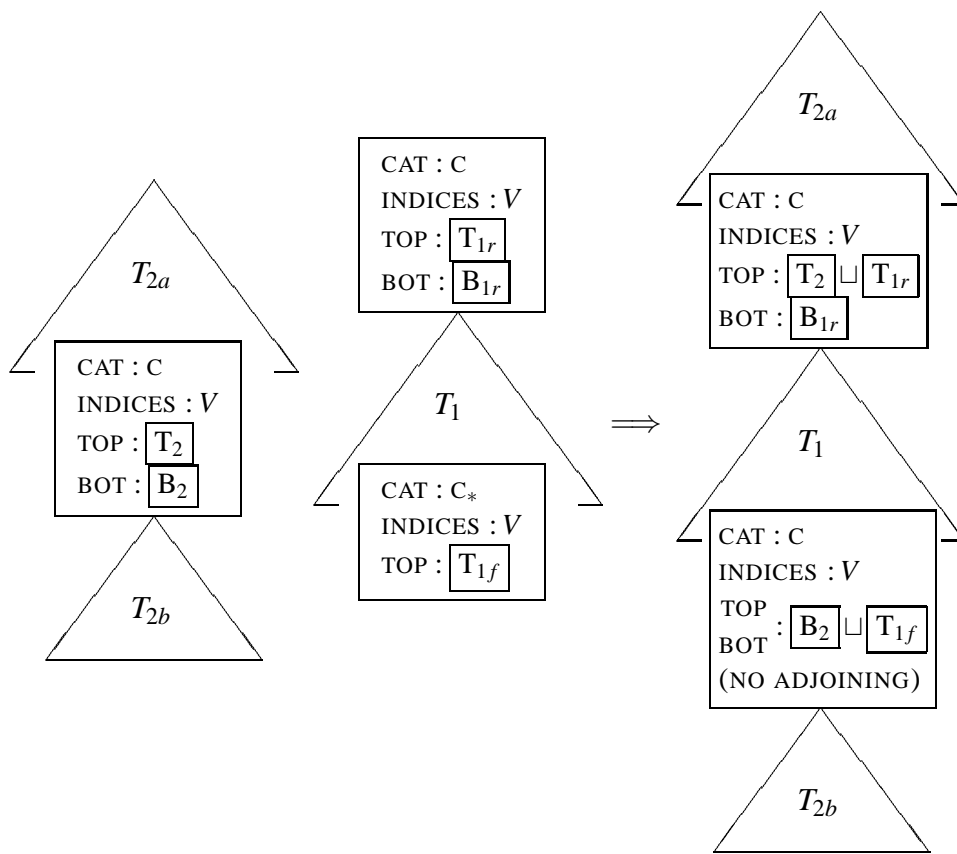 T2a
CAT : C
INDICES : V
TOP : T2
BOT : B2
T2b
CAT : C
INDICES : V
TOP : T1r
BOT : B1r
T1
CAT : C*
INDICES : V
TOP : T1f
⟹
T2a
CAT : C
INDICES : V
TOP : T2 ⊔ T1r
BOT : B1r
T1
CAT : C
INDICES : V
TOP
BOT : B2 ⊔ T1f
(NO ADJOINING)
T2b